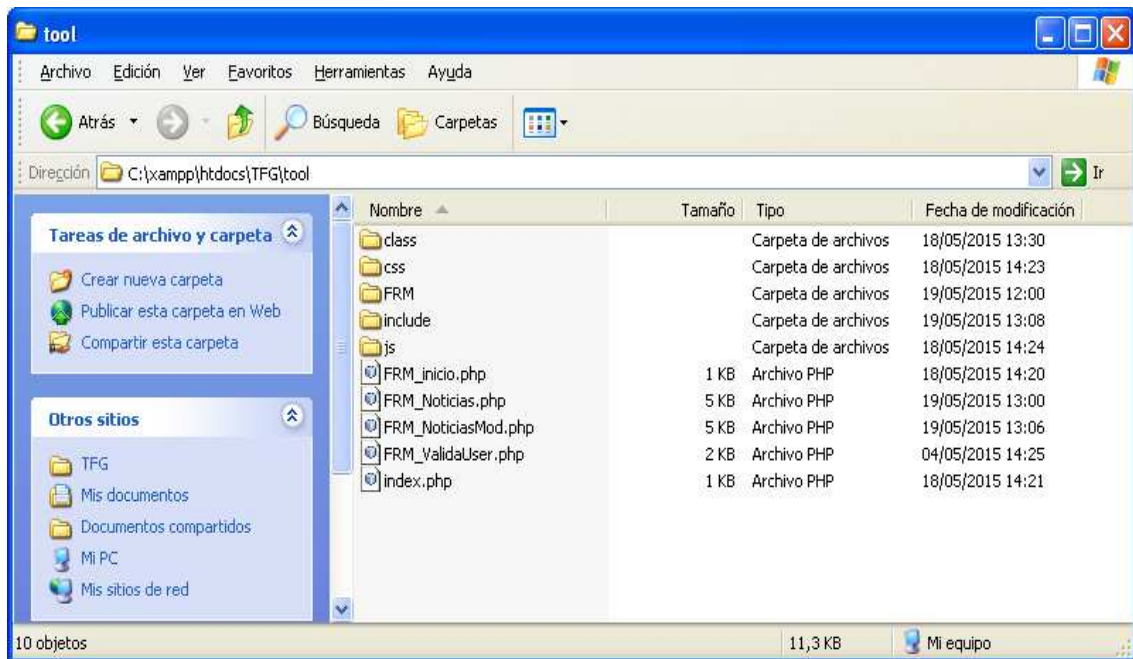 tool
Archivo Edición Ver Favoritos Herramientas Ayuda
Atrás Búsqueda Carpetas
Dirección C:\xampp\htdocs\TFG\tool Ir
Tareas de archivo y carpeta
Crear nueva carpeta
Publicar esta carpeta en Web
Compartir esta carpeta
Otros sitios
TFG
Mis documentos
Documentos compartidos
Mi PC
Mis sitios de red
Nombre Tamaño Tipo Fecha de modificación
class Carpeta de archivos 18/05/2015 13:30
css Carpeta de archivos 18/05/2015 14:23
FRM Carpeta de archivos 19/05/2015 12:00
include Carpeta de archivos 19/05/2015 13:08
js Carpeta de archivos 18/05/2015 14:24
FRM_inicio.php 1 KB Archivo PHP 18/05/2015 14:20
FRM_Noticias.php 5 KB Archivo PHP 19/05/2015 13:00
FRM_NoticiasMod.php 5 KB Archivo PHP 19/05/2015 13:06
FRM_ValidaUser.php 2 KB Archivo PHP 04/05/2015 14:25
index.php 1 KB Archivo PHP 18/05/2015 14:21
10 objetos 11,3 KB Mi equipo